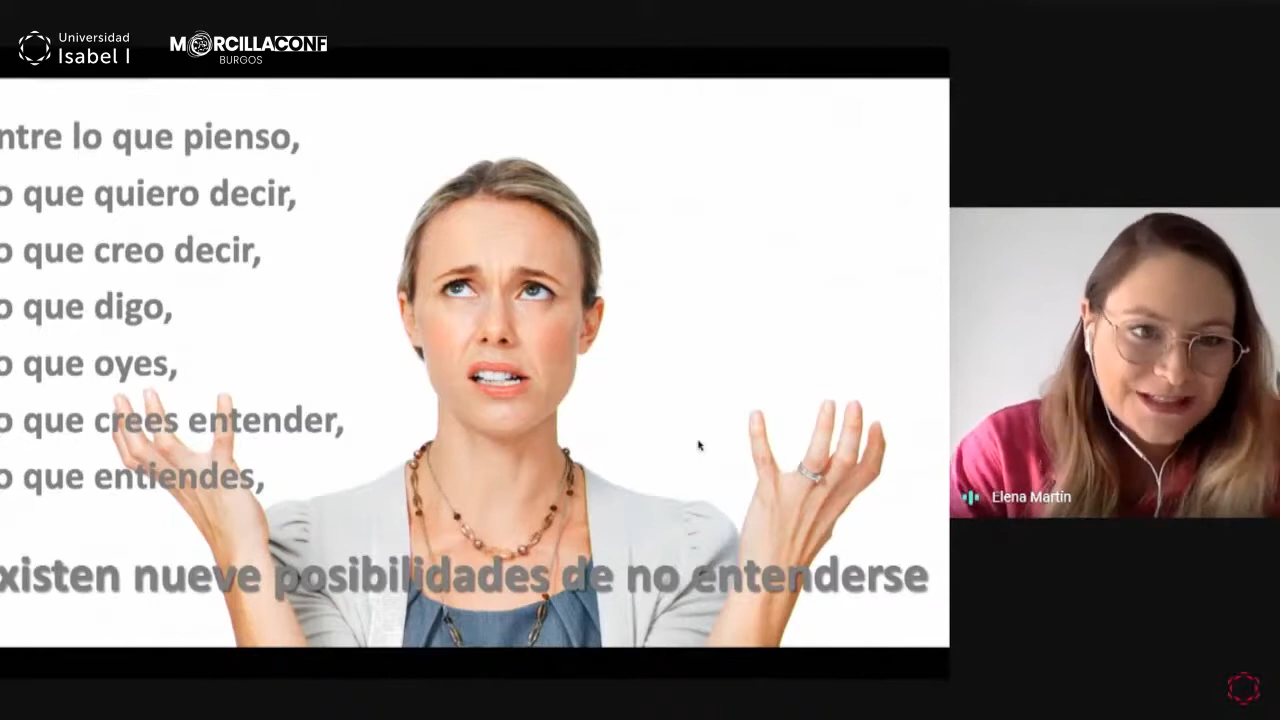 Universidad
Isabel I
MORCILLACONF
BURGOS
ntre lo que pienso,
o que quiero decir,
o que creo decir,
o que digo,
o que oyes,
o que crees entender,
o que entiendes,
xisten nueve posibilidades de no entenderse
Elena Martín